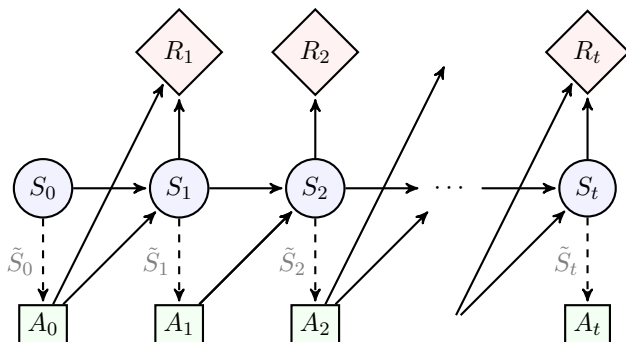 R₁ R₂ Rₜ
S₀ S₁ S₂ ⋯ Sₜ
S̃₀ S̃₁ S̃₂ S̃ₜ
A₀ A₁ A₂ Aₜ